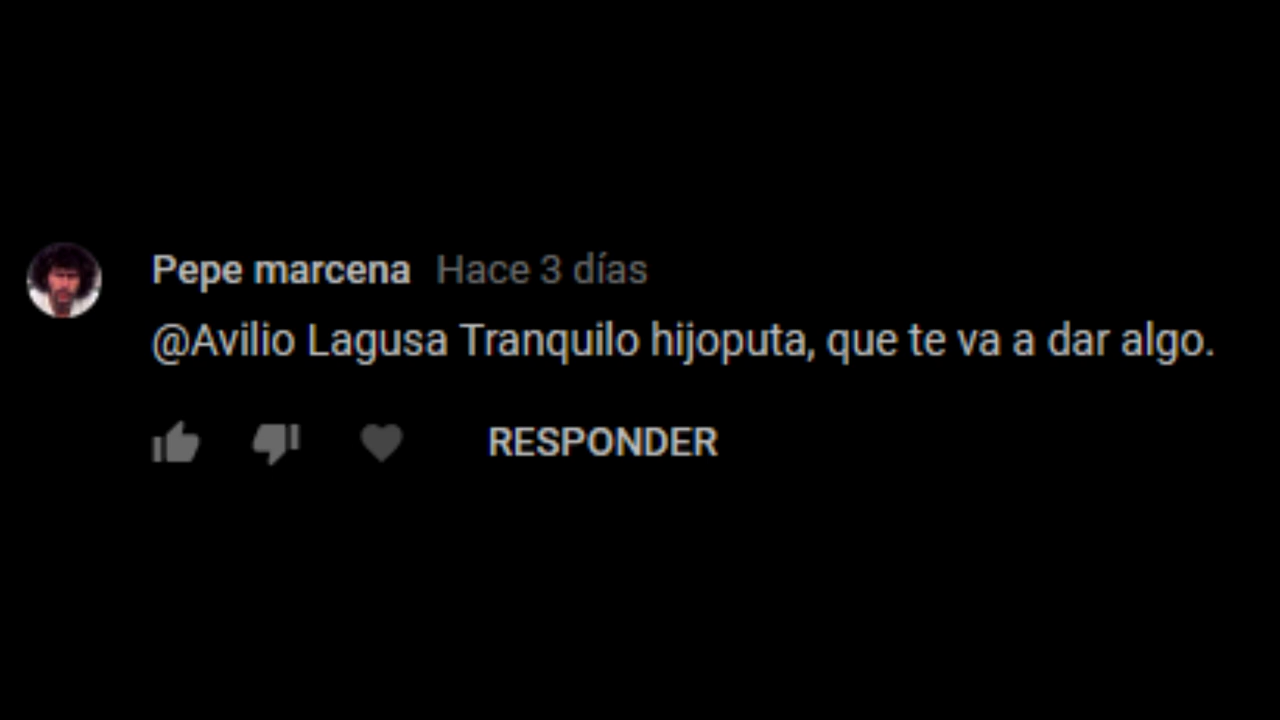 Pepe marcena Hace 3 días
@Avilio Lagusa Tranquilo hijoputa, que te va a dar algo.
RESPONDER